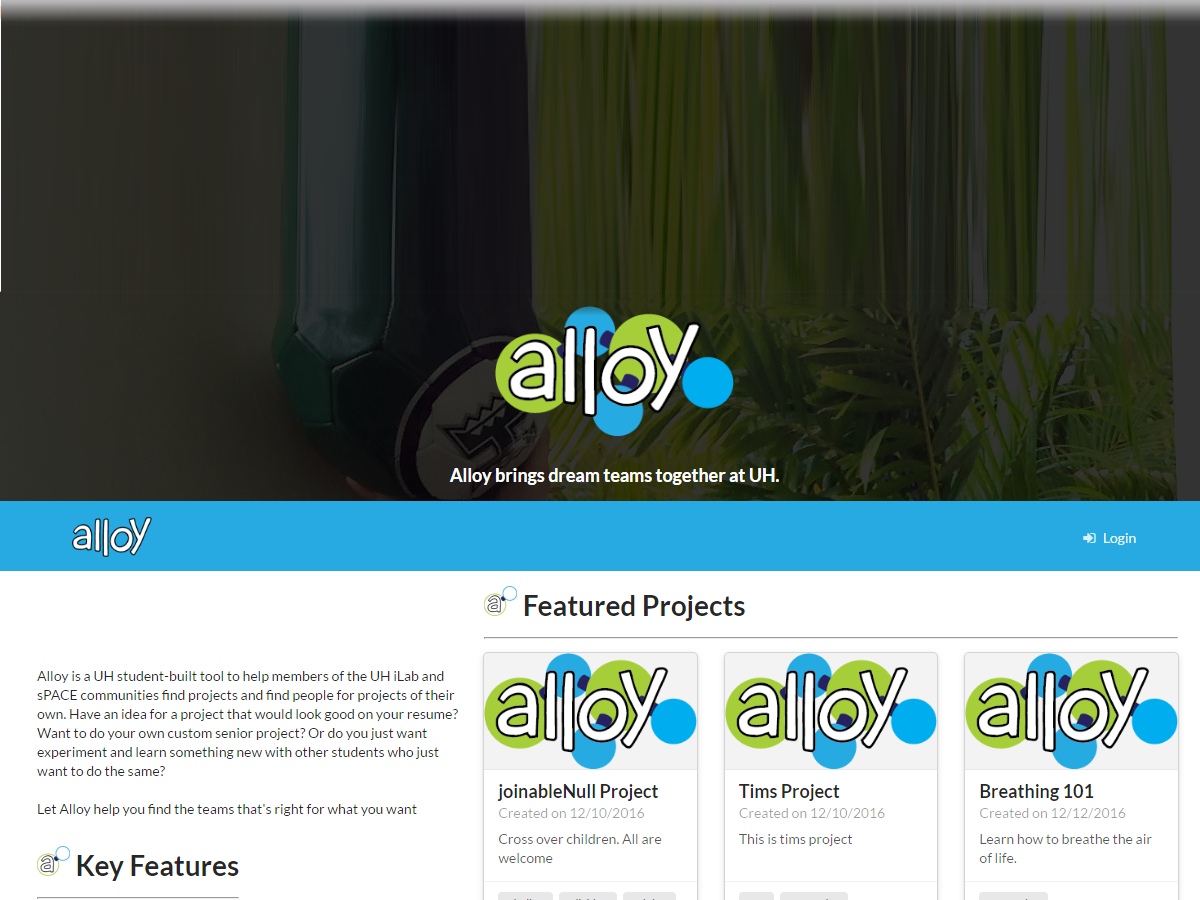 alloy
Alloy brings dream teams together at UH.
alloy
Login
Alloy is a UH student-built tool to help members of the UH iLab and
sPACE communities find projects and find people for projects of their
own. Have an idea for a project that would look good on your resume?
Want to do your own custom senior project? Or do you just want
experiment and learn something new with other students who just
want to do the same?
Let Alloy help you find the teams that's right for what you want
a Key Features
a Featured Projects
alloy
joinableNull Project
Created on 12/10/2016
Cross over children. All are
welcome
alloy
Tims Project
Created on 12/10/2016
This is tims project
alloy
Breathing 101
Created on 12/12/2016
Learn how to breathe the air
of life.